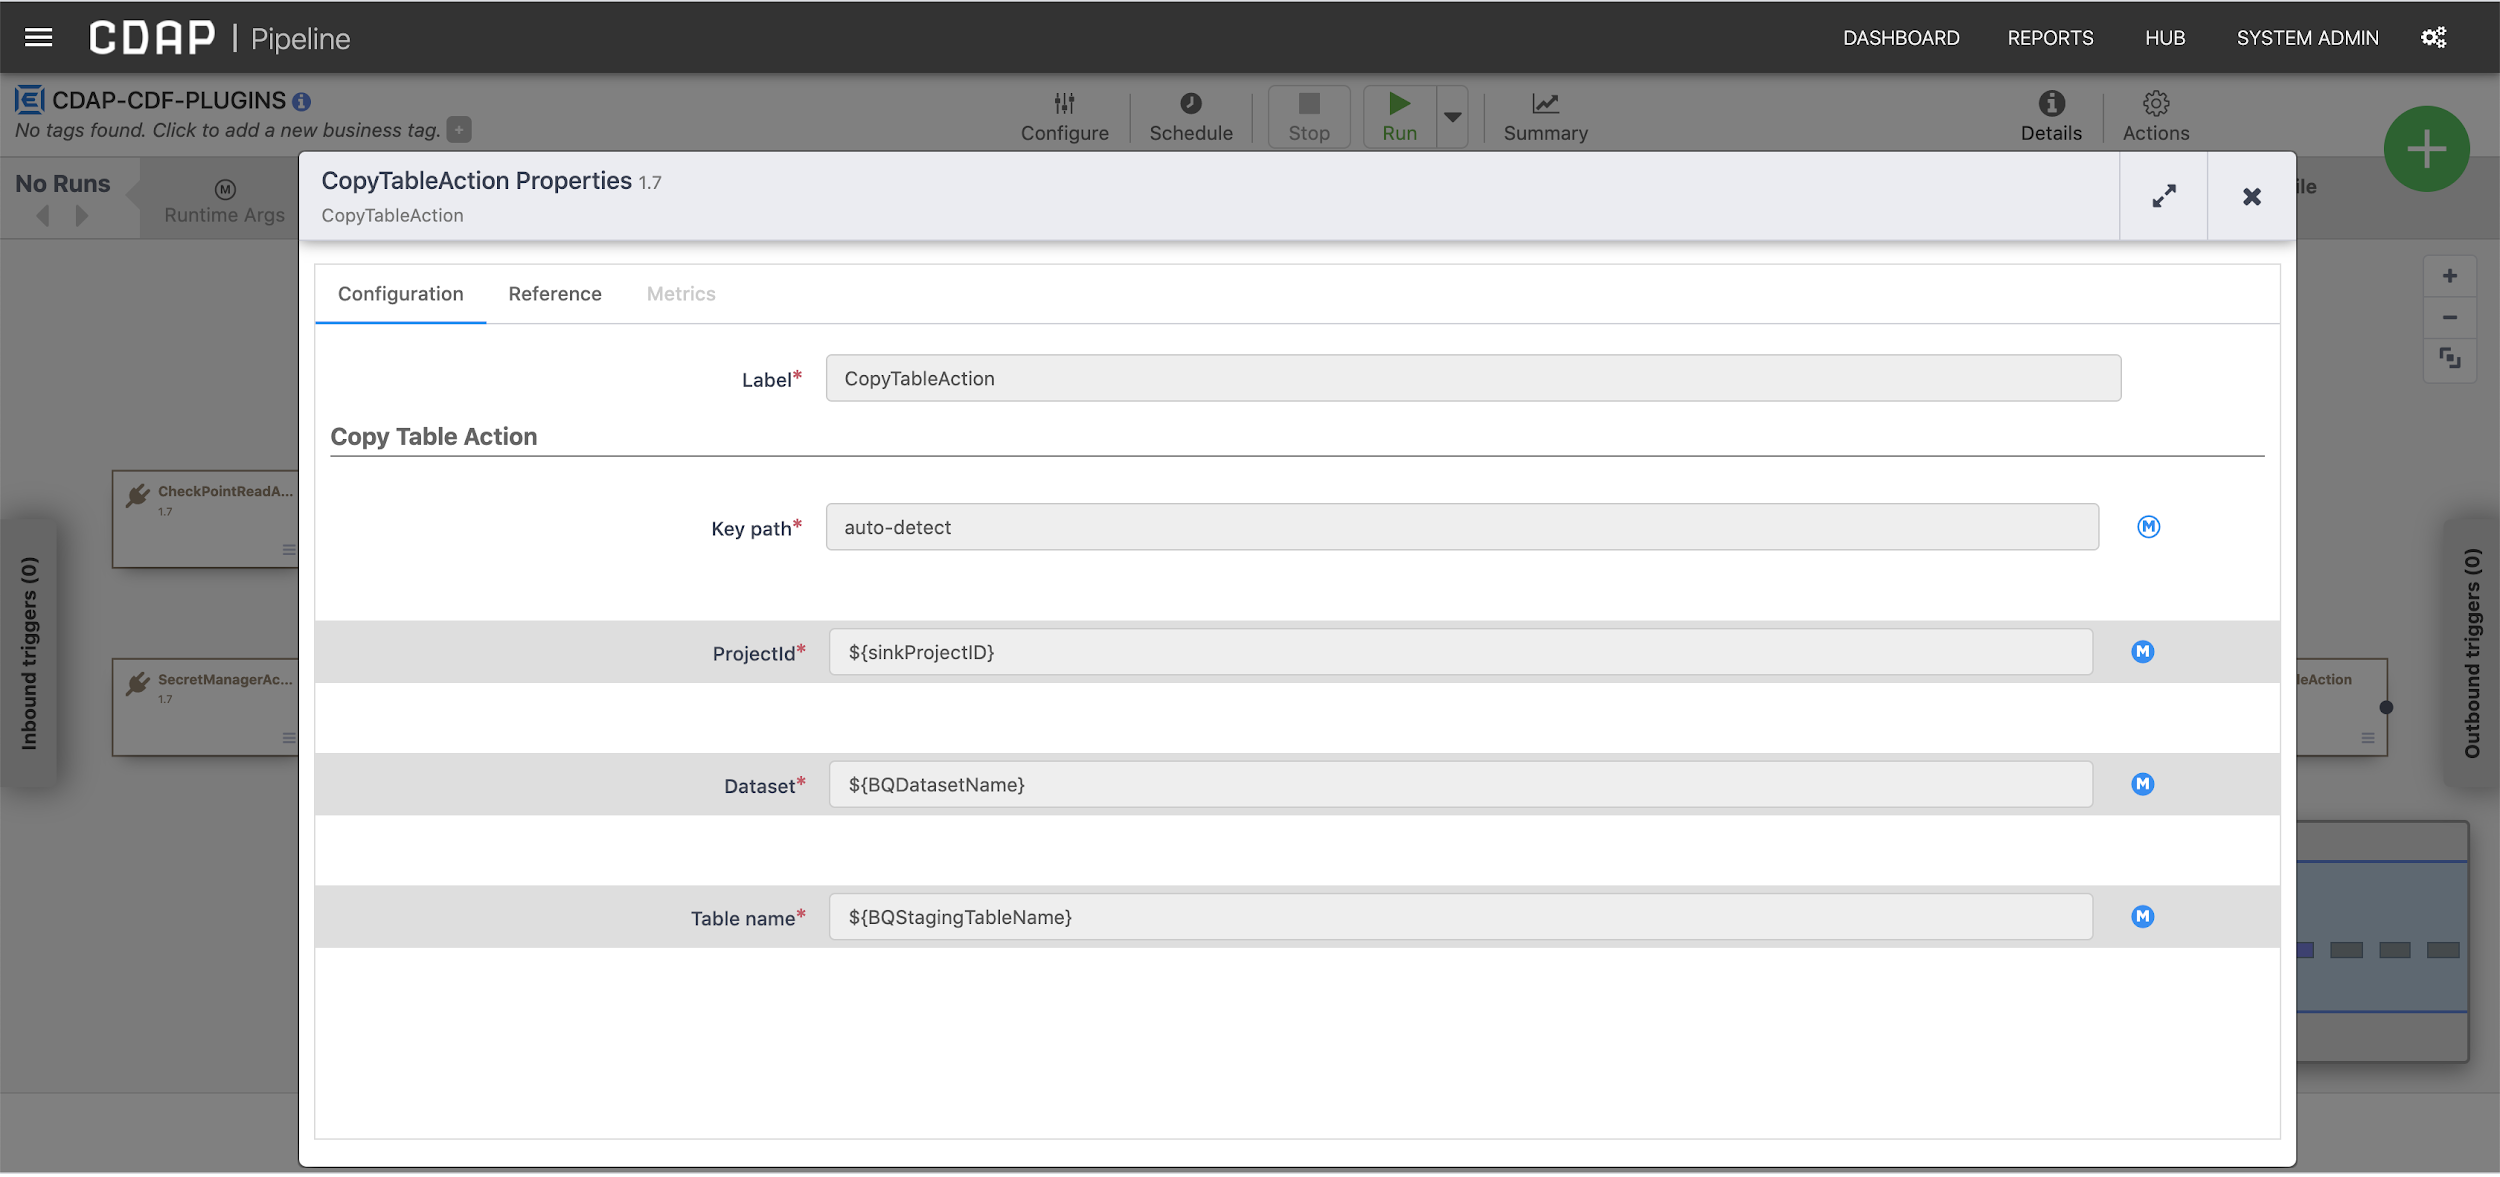 CDAP | Pipeline
DASHBOARD
REPORTS
HUB
SYSTEM ADMIN
CDAP-CDF-PLUGINS
No tags found. Click to add a new business tag.
Configure
Schedule
Stop
Run
Summary
Details
Actions
No Runs
Runtime Args
CopyTableAction Properties 1.7
CopyTableAction
Configuration
Reference
Metrics
Label*
CopyTableAction
Copy Table Action
Key path*
auto-detect
M
ProjectId*
${sinkProjectID}
M
Dataset*
${BQDatasetName}
M
Table name*
${BQStagingTableName}
M
CheckPointReadA...
1.7
SecretManagerAc...
1.7
Inbound triggers (0)
Outbound triggers (0)
leAction